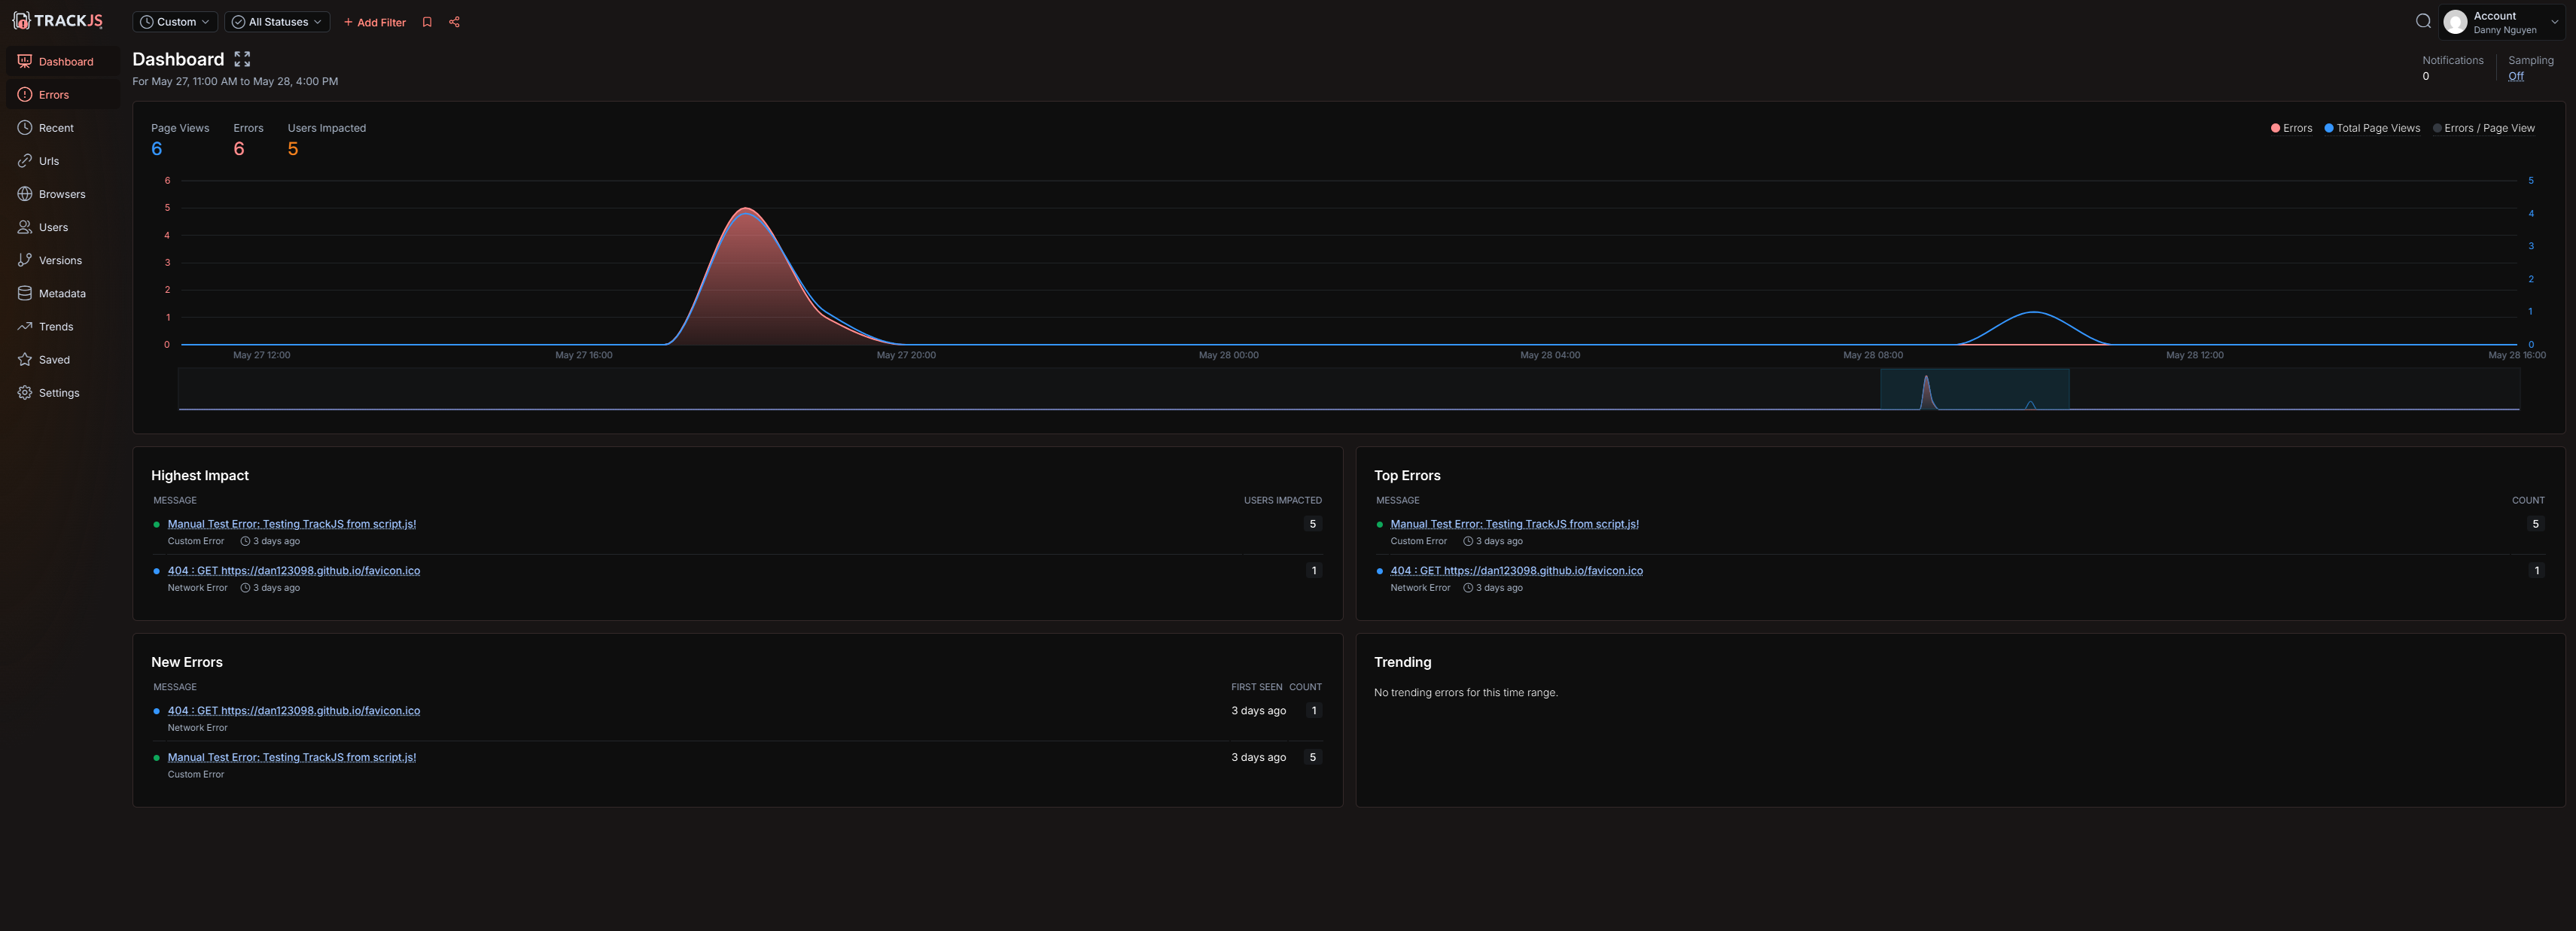 TRACKJS
Custom
All Statuses
+ Add Filter
Account
Danny Nguyen
Dashboard
Errors
Recent
Urls
Browsers
Users
Versions
Metadata
Trends
Saved
Settings
Dashboard
For May 27, 11:00 AM to May 28, 4:00 PM
Notifications
0
Sampling
Off
Page Views
6
Errors
6
Users Impacted
5
Errors
Total Page Views
Errors / Page View
6
5
4
3
2
1
0
5
4
3
2
1
0
May 27 12:00
May 27 16:00
May 27 20:00
May 28 00:00
May 28 04:00
May 28 08:00
May 28 12:00
May 28 16:00
Highest Impact
MESSAGE USERS IMPACTED
Manual Test Error: Testing TrackJS from script.js! 5
Custom Error 3 days ago
404 : GET https://dan123098.github.io/favicon.ico 1
Network Error 3 days ago
Top Errors
MESSAGE COUNT
Manual Test Error: Testing TrackJS from script.js! 5
Custom Error 3 days ago
404 : GET https://dan123098.github.io/favicon.ico 1
Network Error 3 days ago
New Errors
MESSAGE FIRST SEEN COUNT
404 : GET https://dan123098.github.io/favicon.ico 3 days ago 1
Network Error
Manual Test Error: Testing TrackJS from script.js! 3 days ago 5
Custom Error
Trending
No trending errors for this time range.